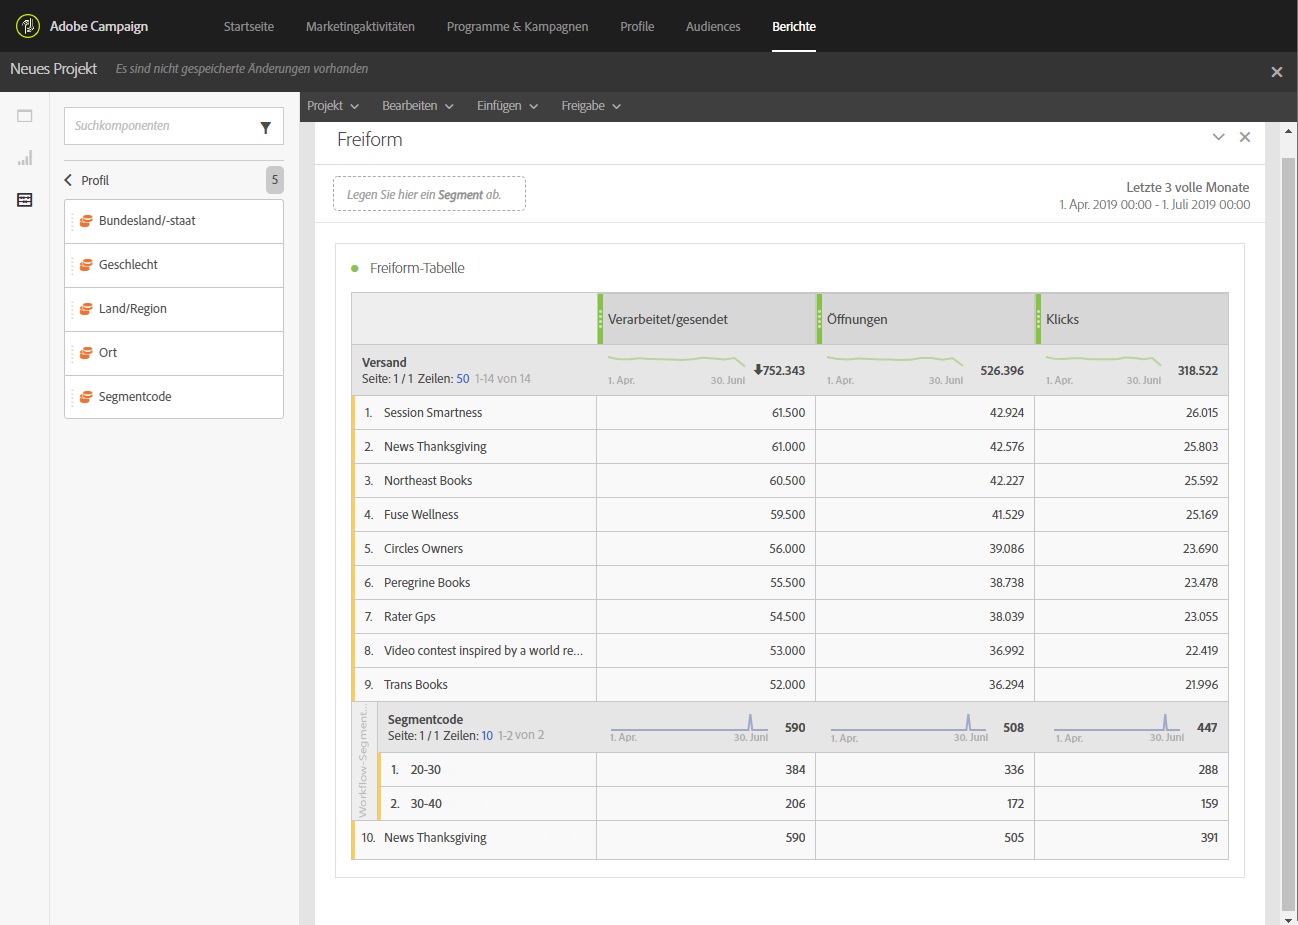 Adobe Campaign Startseite Marketingaktivitäten Programme & Kampagnen Profile Audiences Berichte
Neues Projekt Es sind nicht gespeicherte Änderungen vorhanden
Projekt Bearbeiten Einfügen Freigabe
Suchkomponenten
Profil 5
Bundesland/-staat
Geschlecht
Land/Region
Ort
Segmentcode
Freiform
Legen Sie hier ein Segment ab.
Letzte 3 volle Monate
1. Apr. 2019 00:00 - 1. Juli 2019 00:00
Freiform-Tabelle
Verarbeitet/gesendet Öffnungen Klicks
Versand
Seite: 1 / 1 Zeilen: 50 1-14 von 14
1. Apr. 30. Juni 752.343 1. Apr. 30. Juni 526.396 1. Apr. 30. Juni 318.522
1. Session Smartness 61.500 42.924 26.015
2. News Thanksgiving 61.000 42.576 25.803
3. Northeast Books 60.500 42.227 25.592
4. Fuse Wellness 59.500 41.529 25.169
5. Circles Owners 56.000 39.086 23.690
6. Peregrine Books 55.500 38.738 23.478
7. Rater Gps 54.500 38.039 23.055
8. Video contest inspired by a world re... 53.000 36.992 22.419
9. Trans Books 52.000 36.294 21.996
Workflow-Segment...
Segmentcode
Seite: 1 / 1 Zeilen: 10 1-2 von 2
1. Apr. 30. Juni 590 1. Apr. 30. Juni 508 1. Apr. 30. Juni 447
1. 20-30 384 336 288
2. 30-40 206 172 159
10. News Thanksgiving 590 505 391